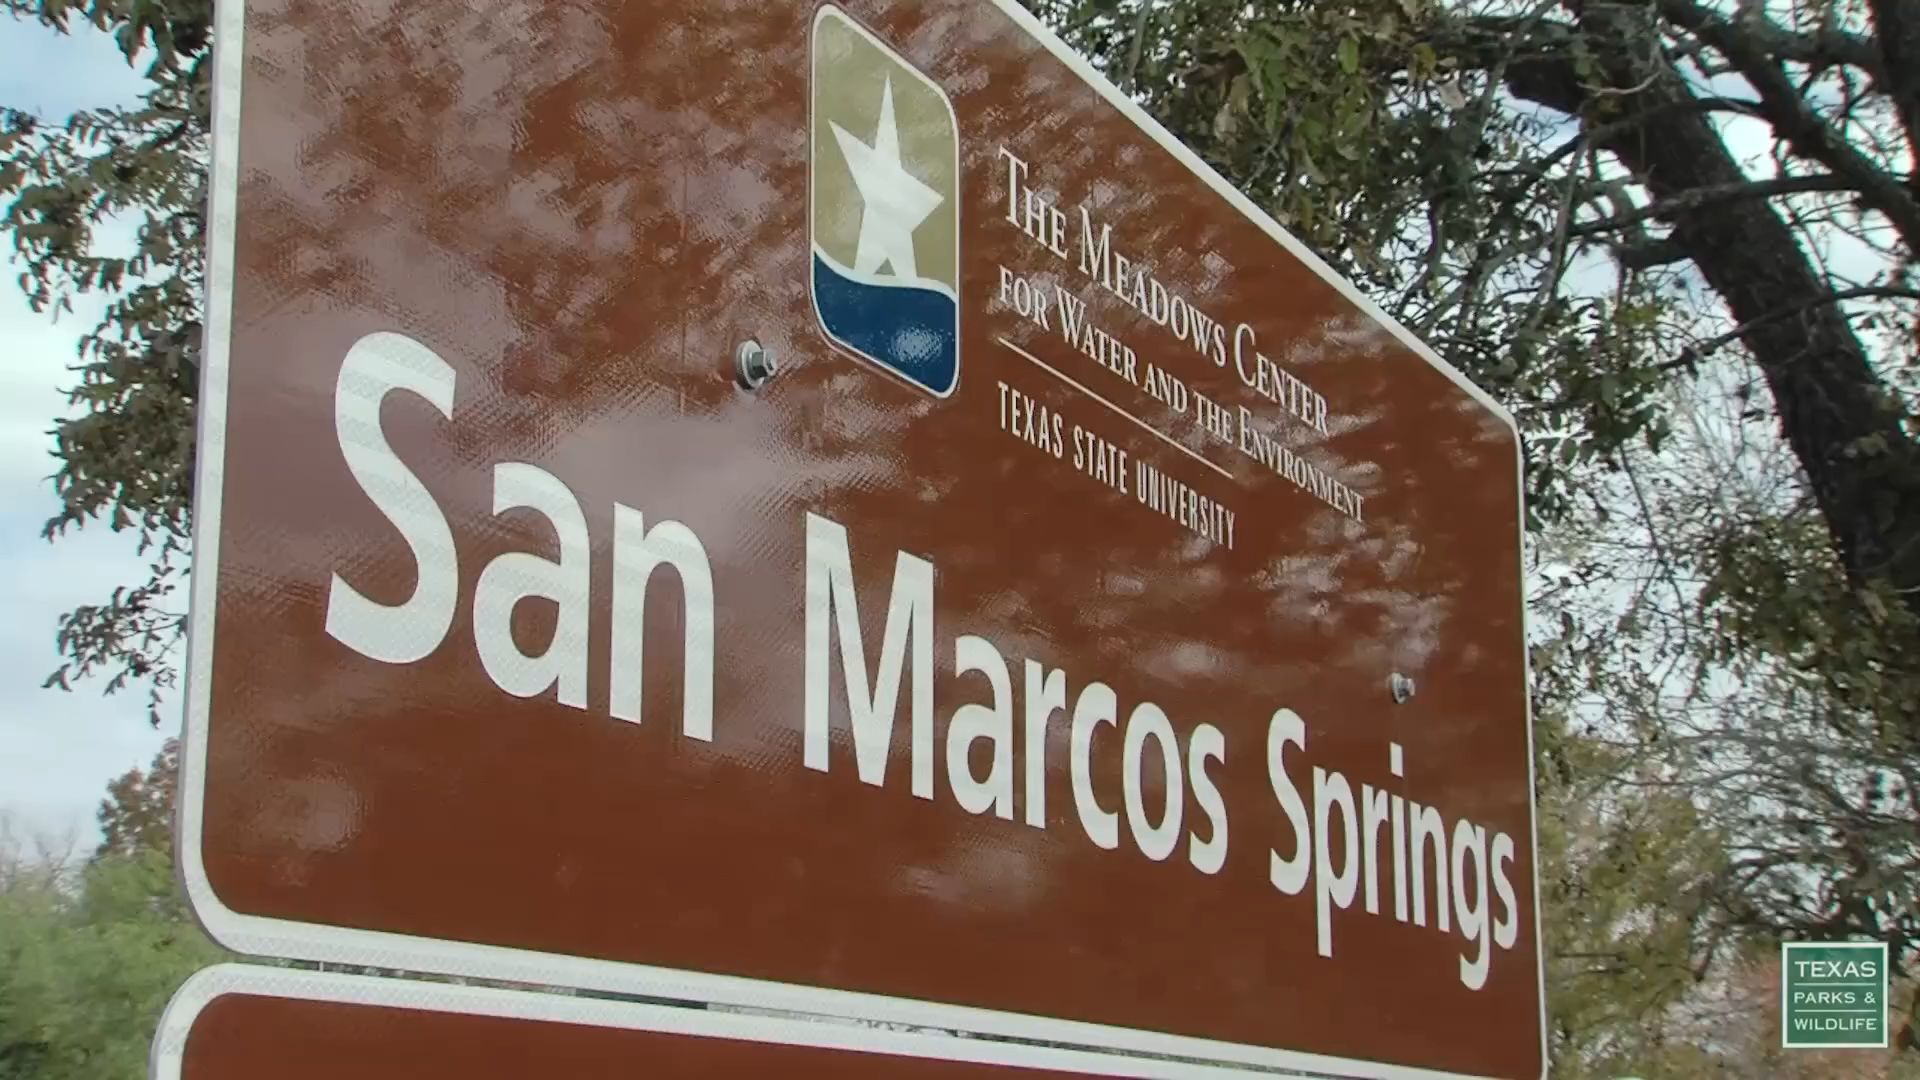 The Meadows Center
for Water and the Environment
TEXAS STATE UNIVERSITY
San Marcos Springs
TEXAS
PARKS &
WILDLIFE